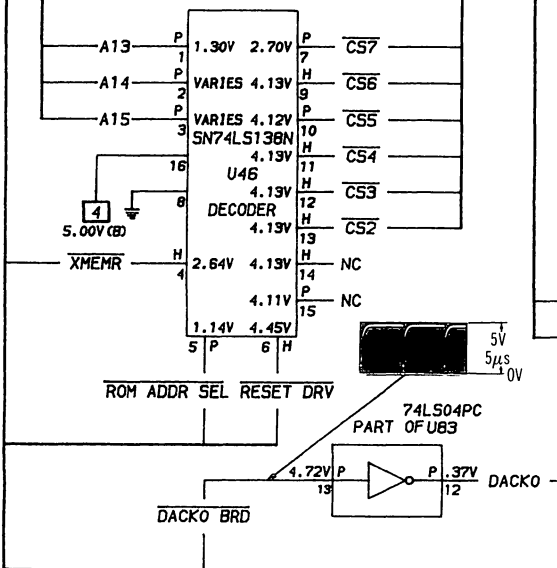 A13 P 1 1.30V 2.70V P 7 CS7
A14 P 2 VARIES 4.13V H 9 CS6
A15 P 3 VARIES 4.12V P 10 CS5
SN74LS138N
16 4.13V H 11 CS4
U46
4 8 4.13V H 12 CS3
DECODER
5.00V(B) 4.13V H 13 CS2
XMEMR H 4 2.64V 4.13V H 14 NC
4.11V P 15 NC
1.14V 4.45V
5 P 6 H
5V
5µs
0V
ROM ADDR SEL RESET DRV
74LS04PC
PART OF U83
4.72V P 13 P .37V 12 DACK0
DACK0 BRD